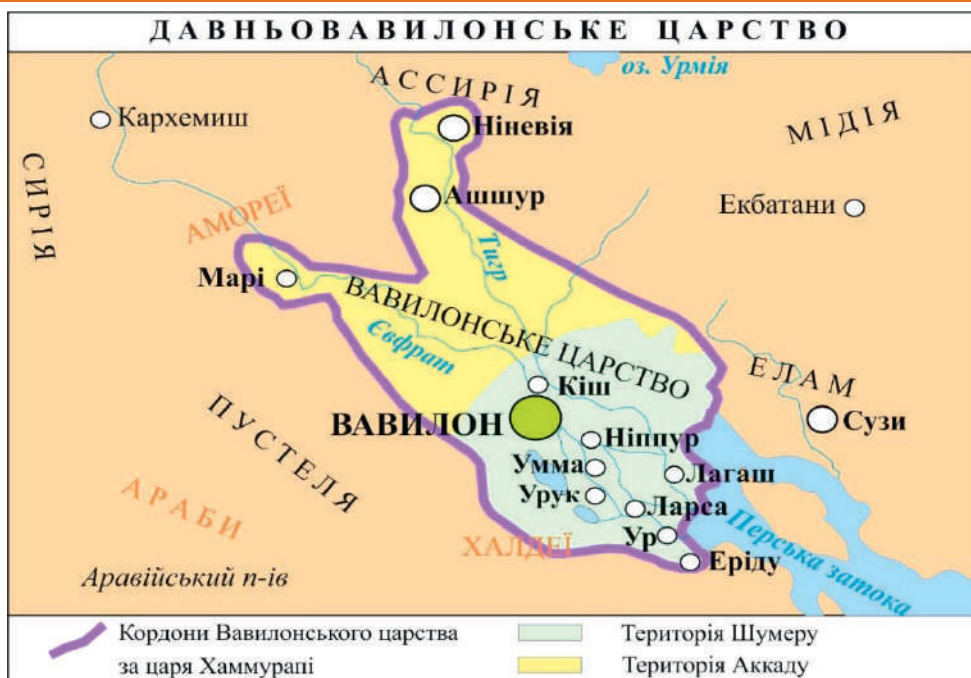 ДАВНЬОВАВИЛОНСЬКЕ ЦАРСТВО
оз. Урмія
АССИРІЯ
Кархемиш
Ніневія
МІДІЯ
СИРІЯ
Ашшур
Екбатани
АМОРЕЇ
Тигр
Марі
ВАВИЛОНСЬКЕ ЦАРСТВО
Євфрат
ЕЛАМ
Кіш
ПУСТЕЛЯ
ВАВИЛОН
Сузи
Ніппур
Умма
Лагаш
Урук
Ларса
АРАБИ
Ур
Перська затока
ХАЛДЕЇ
Еріду
Аравійський п-ів
Кордони Вавилонського царства
за царя Хаммурапі
Територія Шумеру
Територія Аккаду